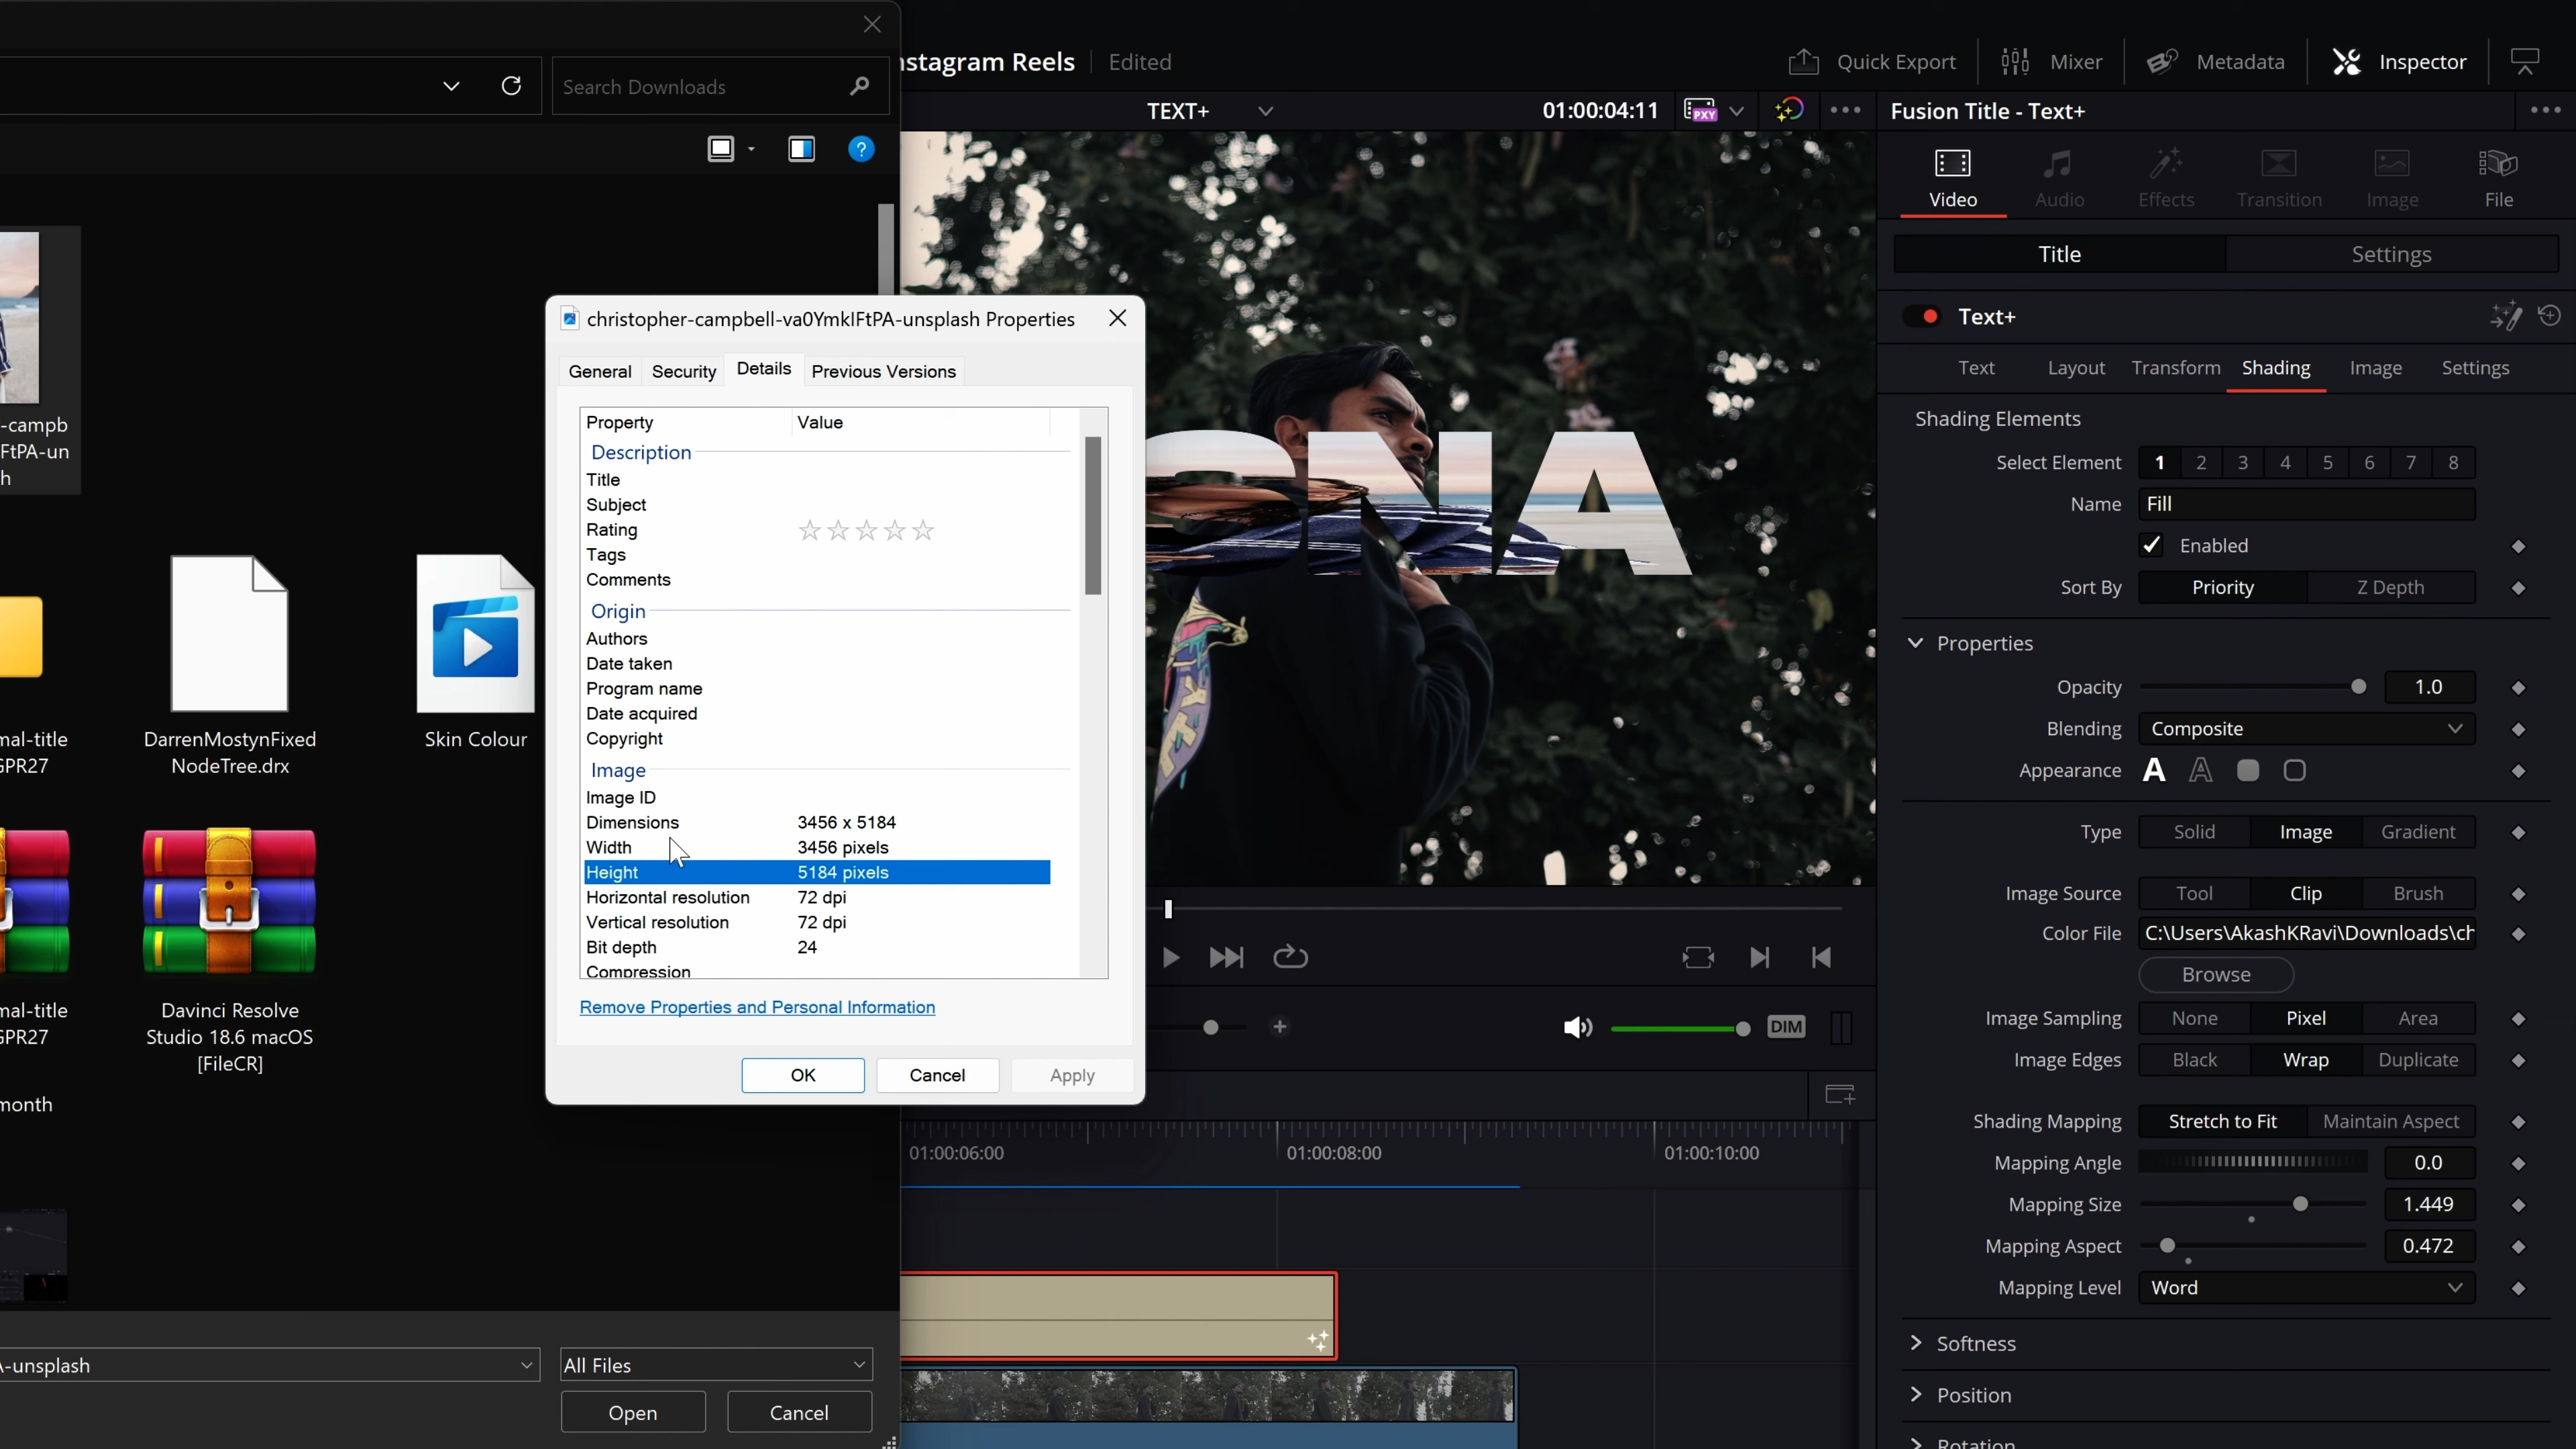 nstagram Reels
Edited
Quick Export
Mixer
Metadata
Inspector
Search Downloads
TEXT+
01:00:04:11
PXY
Fusion Title - Text+
Video
Audio
Effects
Transition
Image
File
Title
Settings
Text+
Text
Layout
Transform
Shading
Image
Settings
-campb
FtPA-un
h
nal-title
GPR27
DarrenMostynFixed
NodeTree.drx
Skin Colour
nal-title
GPR27
Davinci Resolve
Studio 18.6 macOS
[FileCR]
month
A-unsplash
All Files
Open
Cancel
christopher-campbell-va0YmklFtPA-unsplash Properties
General
Security
Details
Previous Versions
Property Value
Description
Title
Subject
Rating
Tags
Comments
Origin
Authors
Date taken
Program name
Date acquired
Copyright
Image
Image ID
Dimensions 3456 x 5184
Width 3456 pixels
Height 5184 pixels
Horizontal resolution 72 dpi
Vertical resolution 72 dpi
Bit depth 24
Compression
Remove Properties and Personal Information
OK
Cancel
Apply
NA
DIM
01:00:06:00
01:00:08:00
01:00:10:00
Shading Elements
Select Element 1 2 3 4 5 6 7 8
Name Fill
Enabled
Sort By Priority Z Depth
Properties
Opacity 1.0
Blending Composite
Appearance A A
Type Solid Image Gradient
Image Source Tool Clip Brush
Color File C:\Users\AkashKRavi\Downloads\ch
Browse
Image Sampling None Pixel Area
Image Edges Black Wrap Duplicate
Shading Mapping Stretch to Fit Maintain Aspect
Mapping Angle 0.0
Mapping Size 1.449
Mapping Aspect 0.472
Mapping Level Word
Softness
Position
Rotation